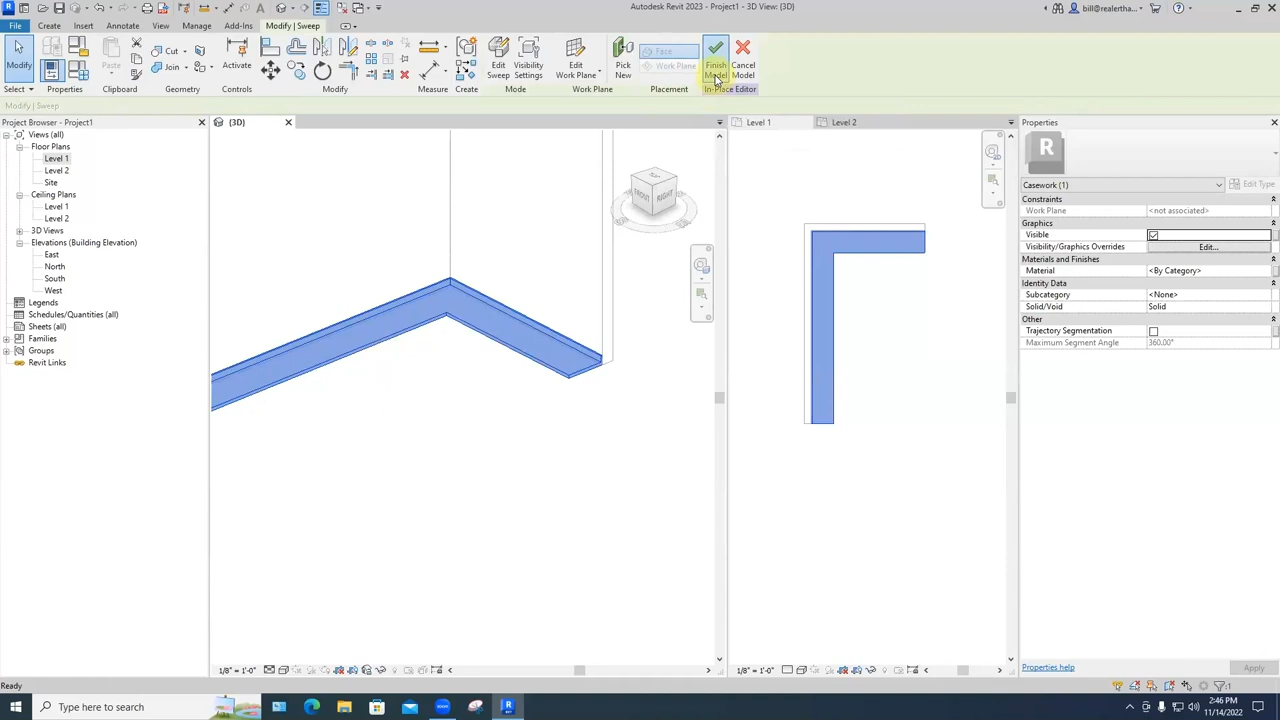 Autodesk Revit 2023 - Project1 - 3D View: {3D}
bill@realertha...
File Create Insert Annotate View Manage Add-Ins Modify | Sweep
Modify
Paste
Cut
Join
Activate
Edit Sweep
Visibility Settings
Edit Work Plane
Pick New
Face
Work Plane
Finish Model
Cancel Model
Select Properties Clipboard Geometry Controls Modify Measure Create Mode Work Plane Placement In-Place Editor
Modify | Sweep
Project Browser - Project1
Views (all)
Floor Plans
Level 1
Level 2
Site
Ceiling Plans
Level 1
Level 2
3D Views
Elevations (Building Elevation)
East
North
South
West
Legends
Schedules/Quantities (all)
Sheets (all)
Families
Groups
Revit Links
{3D}
FRONT RIGHT
1/8" = 1'-0"
Level 1 Level 2
1/8" = 1'-0"
Properties
R
Casework (1) Edit Type
Constraints
Work Plane <not associated>
Graphics
Visible
Visibility/Graphics Overrides Edit...
Materials and Finishes
Material <By Category>
Identity Data
Subcategory <None>
Solid/Void Solid
Other
Trajectory Segmentation
Maximum Segment Angle 360.00°
Properties help Apply
Ready
:1
Type here to search
2:46 PM
11/14/2022